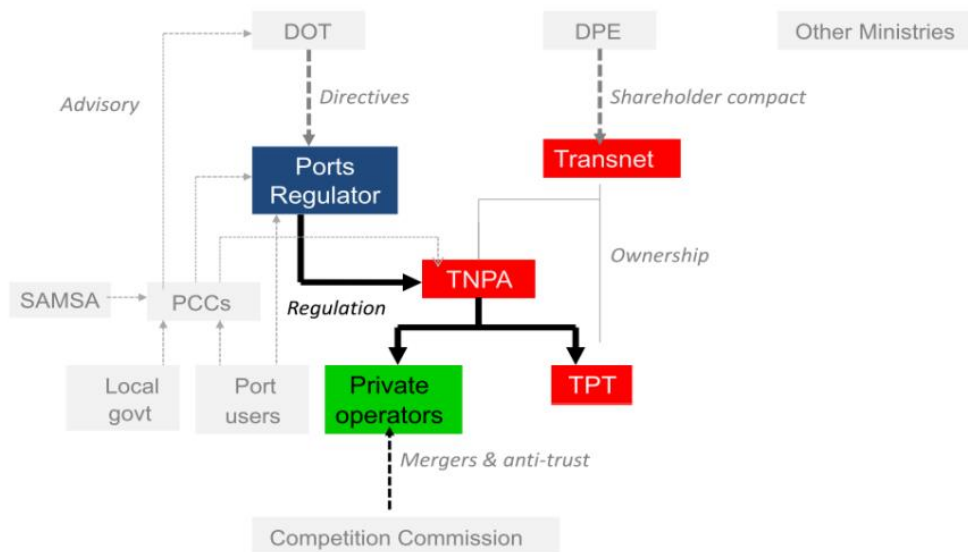 DOT
DPE
Other Ministries
Advisory
Directives
Shareholder compact
Ports
Regulator
Transnet
Ownership
TNPA
SAMSA
PCCs
Regulation
Local
govt
Port
users
Private
operators
TPT
Mergers & anti-trust
Competition Commission